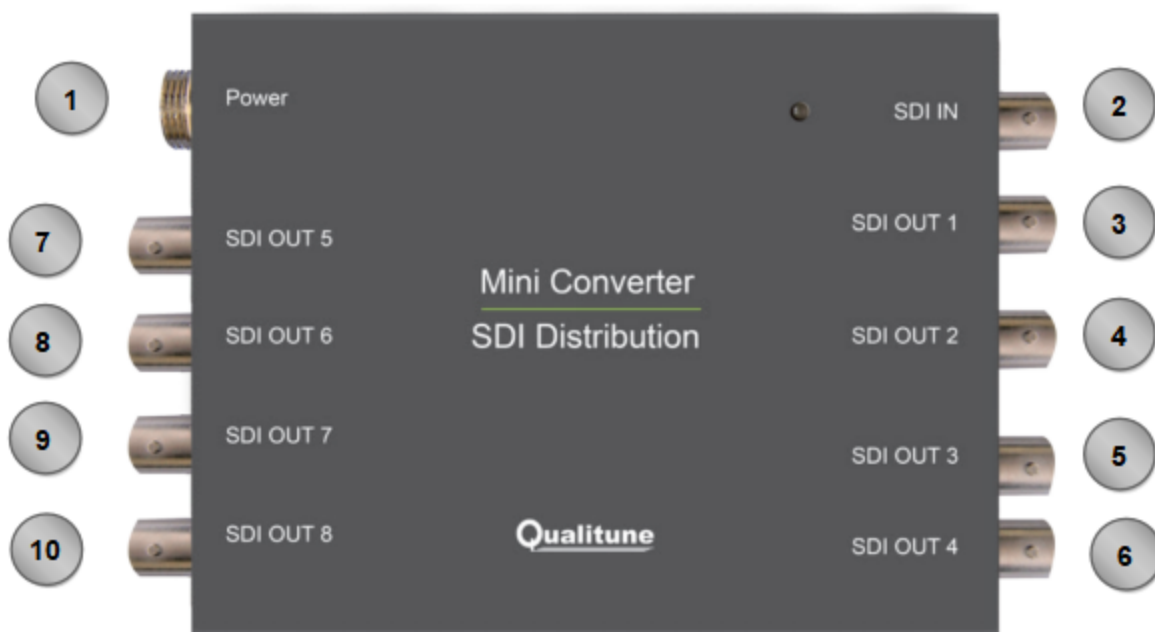 1
Power
SDI IN
2
7
SDI OUT 5
SDI OUT 1
3
Mini Converter
SDI Distribution
8
SDI OUT 6
SDI OUT 2
4
9
SDI OUT 7
SDI OUT 3
5
10
SDI OUT 8
Qualitune
SDI OUT 4
6